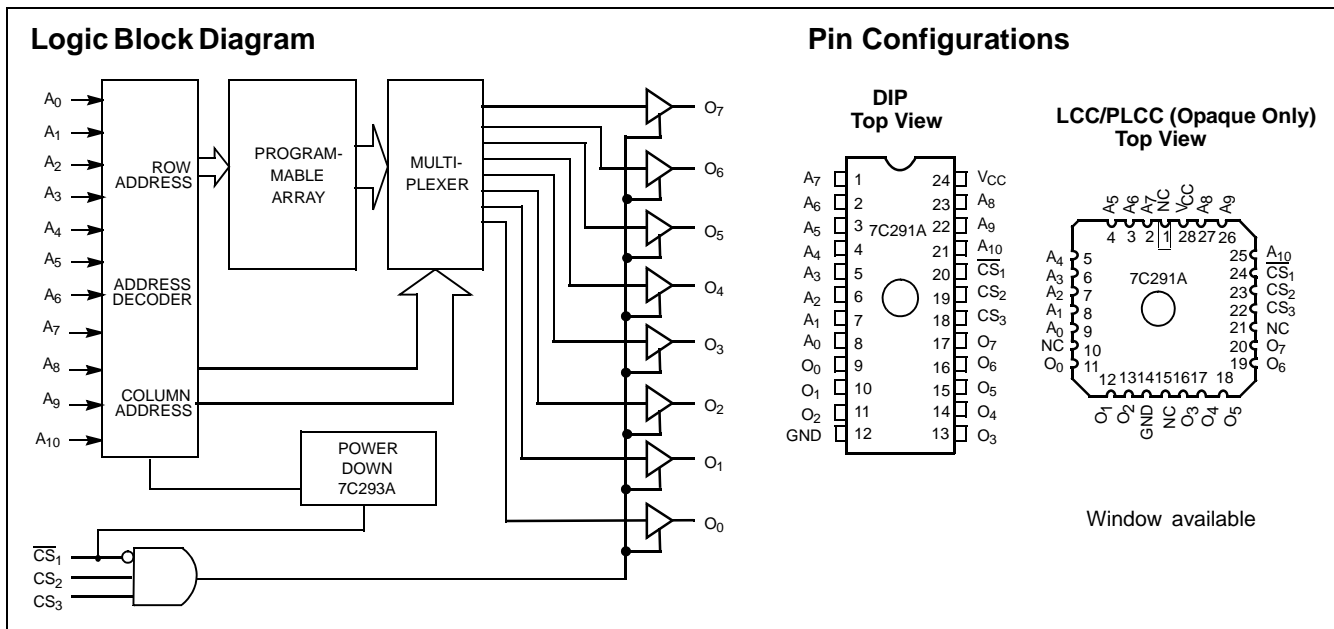 Logic Block Diagram
A0
A1
A2
A3
A4
A5
A6
A7
A8
A9
A10
ROW
ADDRESS
ADDRESS
DECODER
COLUMN
ADDRESS
PROGRAM-
MABLE
ARRAY
MULTI-
PLEXER
POWER
DOWN
7C293A
CS1
CS2
CS3
O7
O6
O5
O4
O3
O2
O1
O0
Pin Configurations
DIP
Top View
A7 1 24 VCC
A6 2 23 A8
A5 3 7C291A 22 A9
A4 4 21 A10
A3 5 20 CS1
A2 6 19 CS2
A1 7 18 CS3
A0 8 17 O7
O0 9 16 O6
O1 10 15 O5
O2 11 14 O4
GND 12 13 O3
LCC/PLCC (Opaque Only)
Top View
A5 A6 A7 NC VCC A8 A9
4 3 2 1 28 27 26
A4 5 25 A10
A3 6 24 CS1
A2 7 7C291A 23 CS2
A1 8 22 CS3
A0 9 21 NC
NC 10 20 O7
O0 11 19 O6
12 13 14 15 16 17 18
O1 O2 GND NC O3 O4 O5
Window available